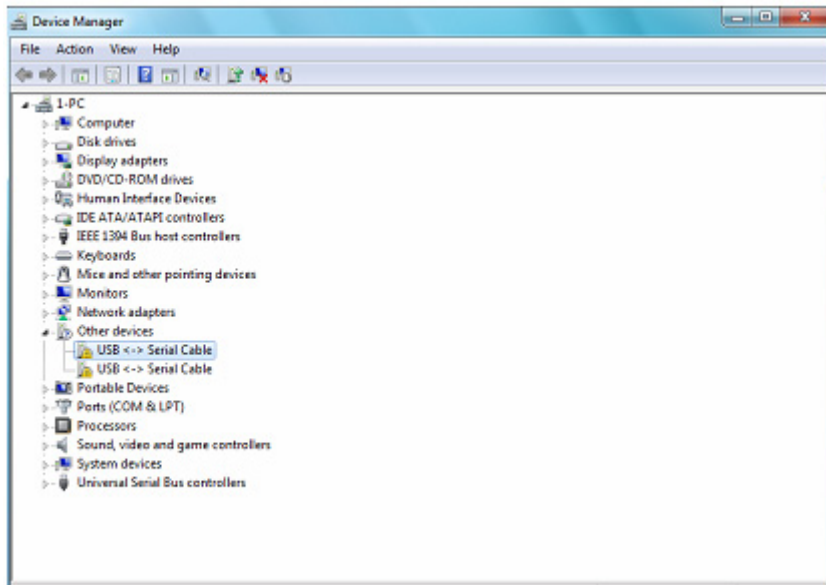 Device Manager
File Action View Help
1-PC
Computer
Disk drives
Display adapters
DVD/CD-ROM drives
Human Interface Devices
IDE ATA/ATAPI controllers
IEEE 1394 Bus host controllers
Keyboards
Mice and other pointing devices
Monitors
Network adapters
Other devices
USB <-> Serial Cable
USB <-> Serial Cable
Portable Devices
Ports (COM & LPT)
Processors
Sound, video and game controllers
System devices
Universal Serial Bus controllers